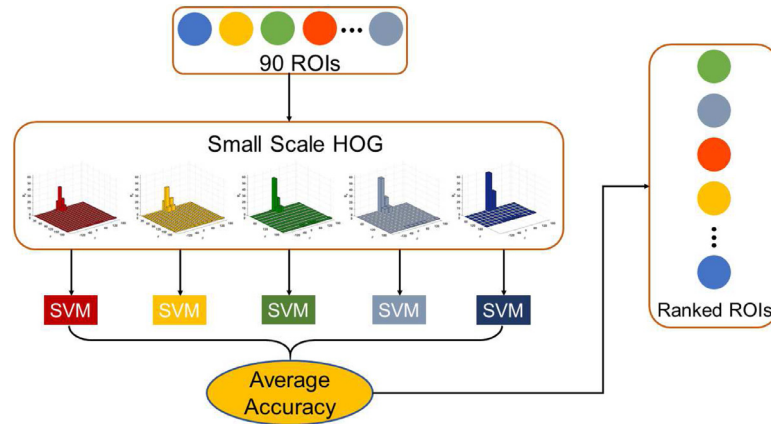 90 ROIs
Small Scale HOG
SVM
SVM
SVM
SVM
SVM
Average
Accuracy
Ranked ROIs